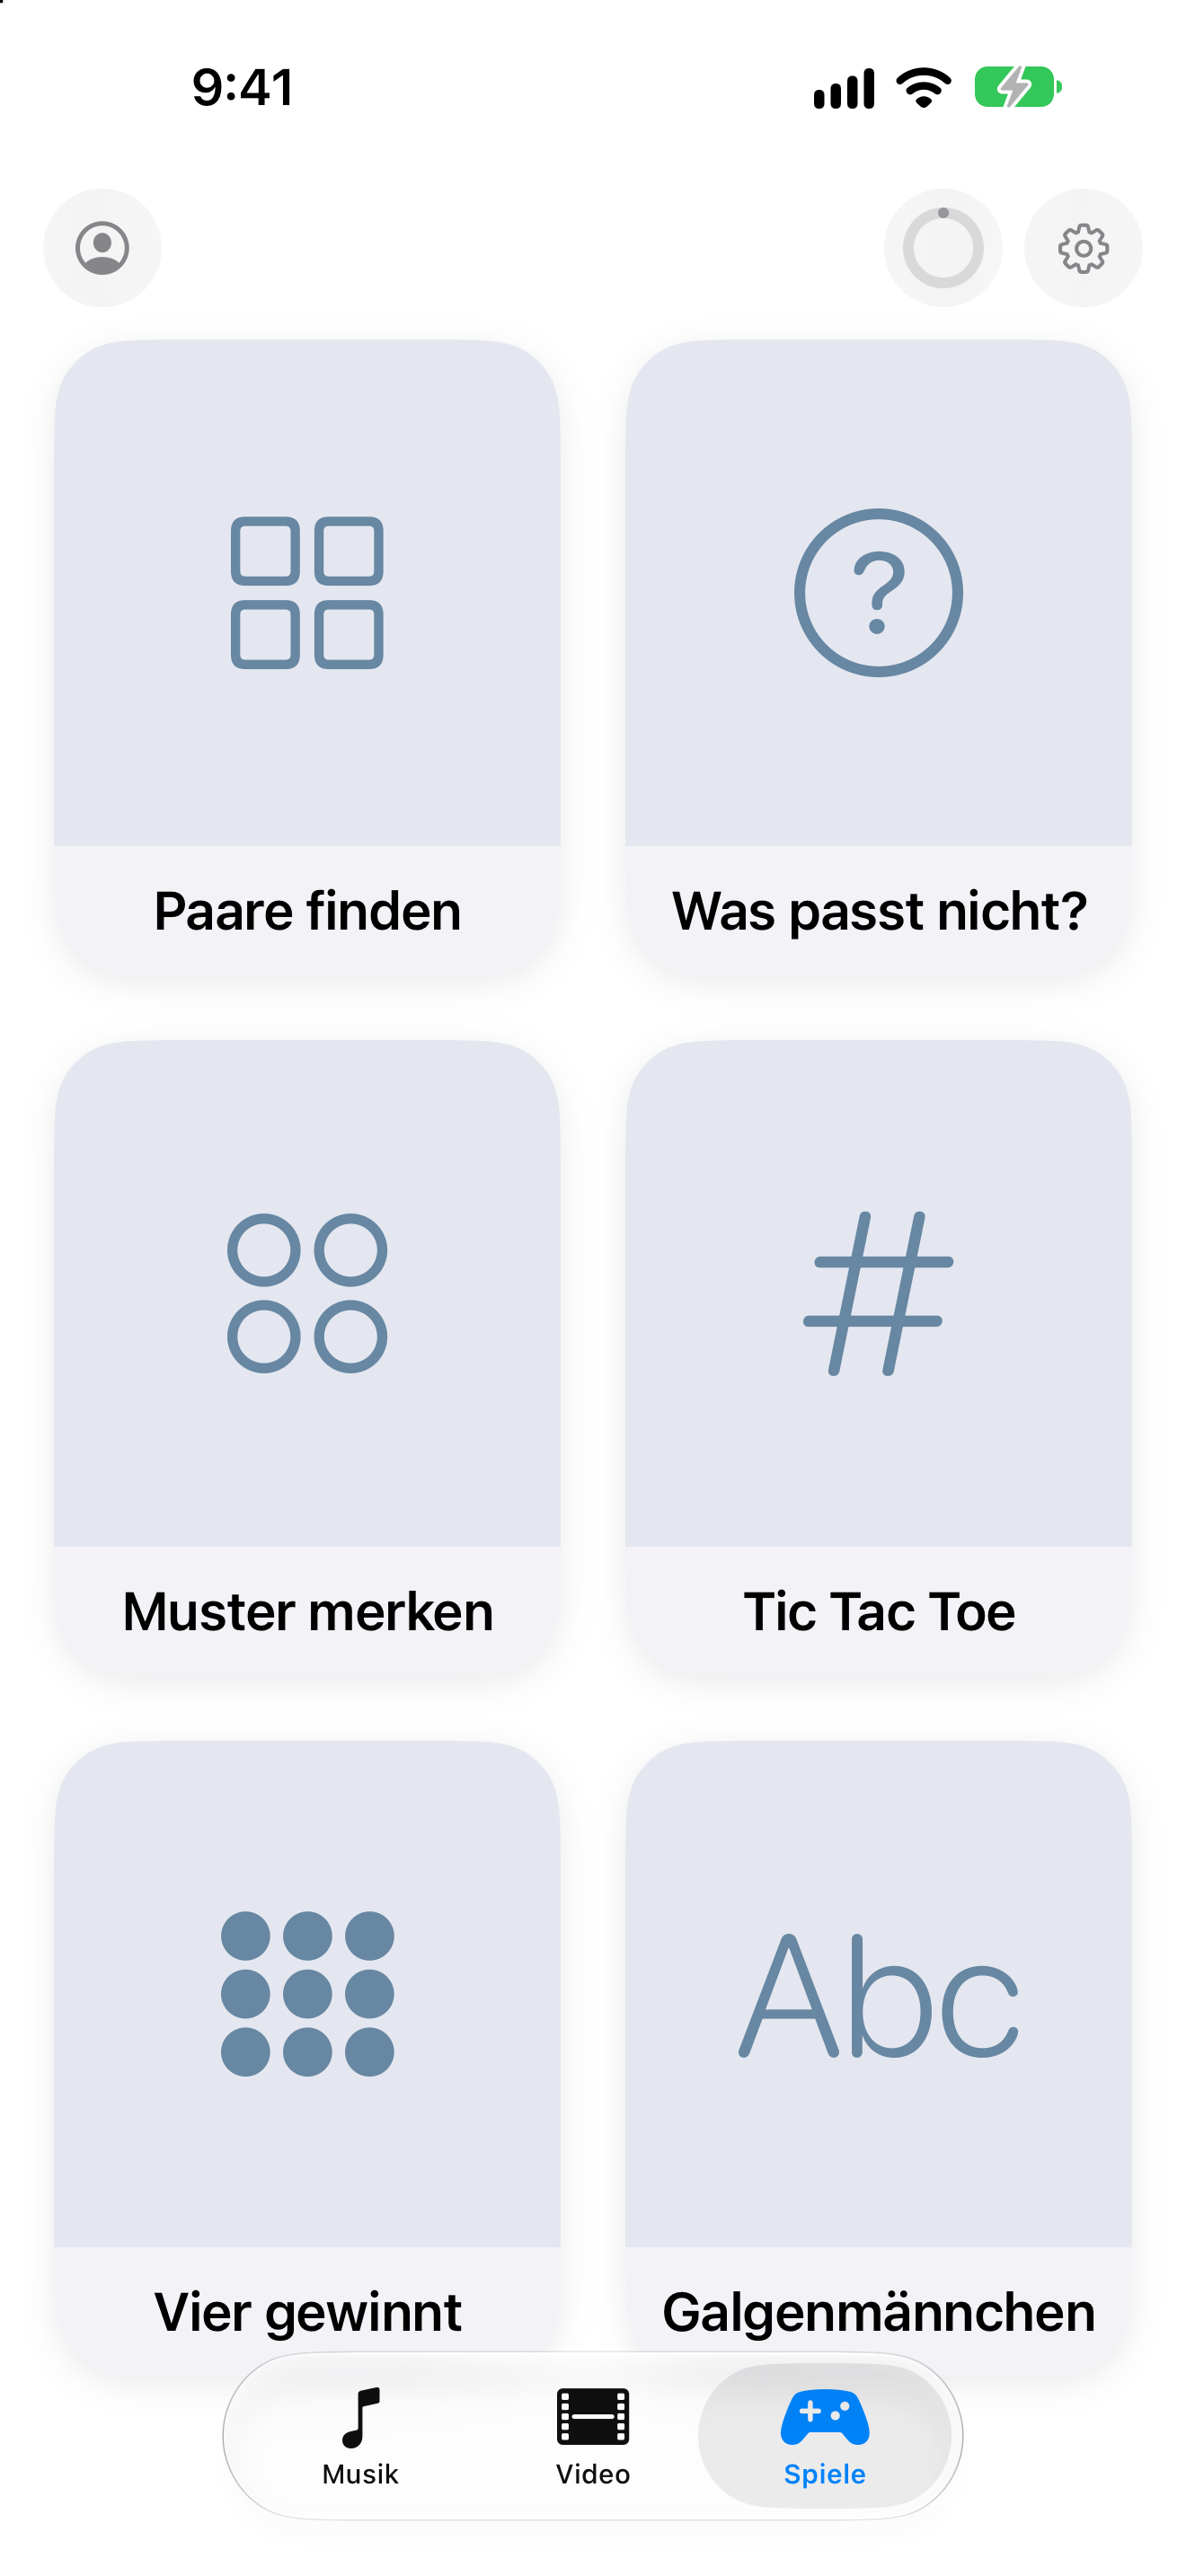 9:41
Paare finden
Was passt nicht?
Muster merken
Tic Tac Toe
Abc
Vier gewinnt
Galgenmännchen
Musik
Video
Spiele